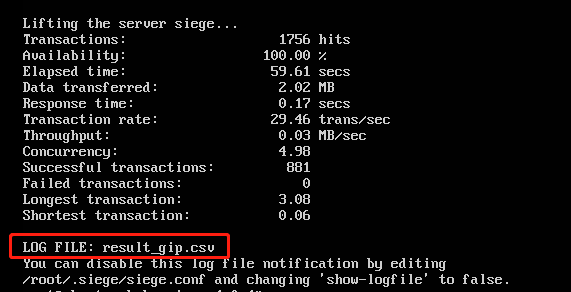 Lifting the server siege...
Transactions: 1756 hits
Availability: 100.00 %
Elapsed time: 59.61 secs
Data transferred: 2.02 MB
Response time: 0.17 secs
Transaction rate: 29.46 trans/sec
Throughput: 0.03 MB/sec
Concurrency: 4.98
Successful transactions: 881
Failed transactions: 0
Longest transaction: 3.08
Shortest transaction: 0.06
LOG FILE: result_gip.csv
You can disable this log file notification by editing
/root/.siege/siege.conf and changing 'show-logfile' to false.